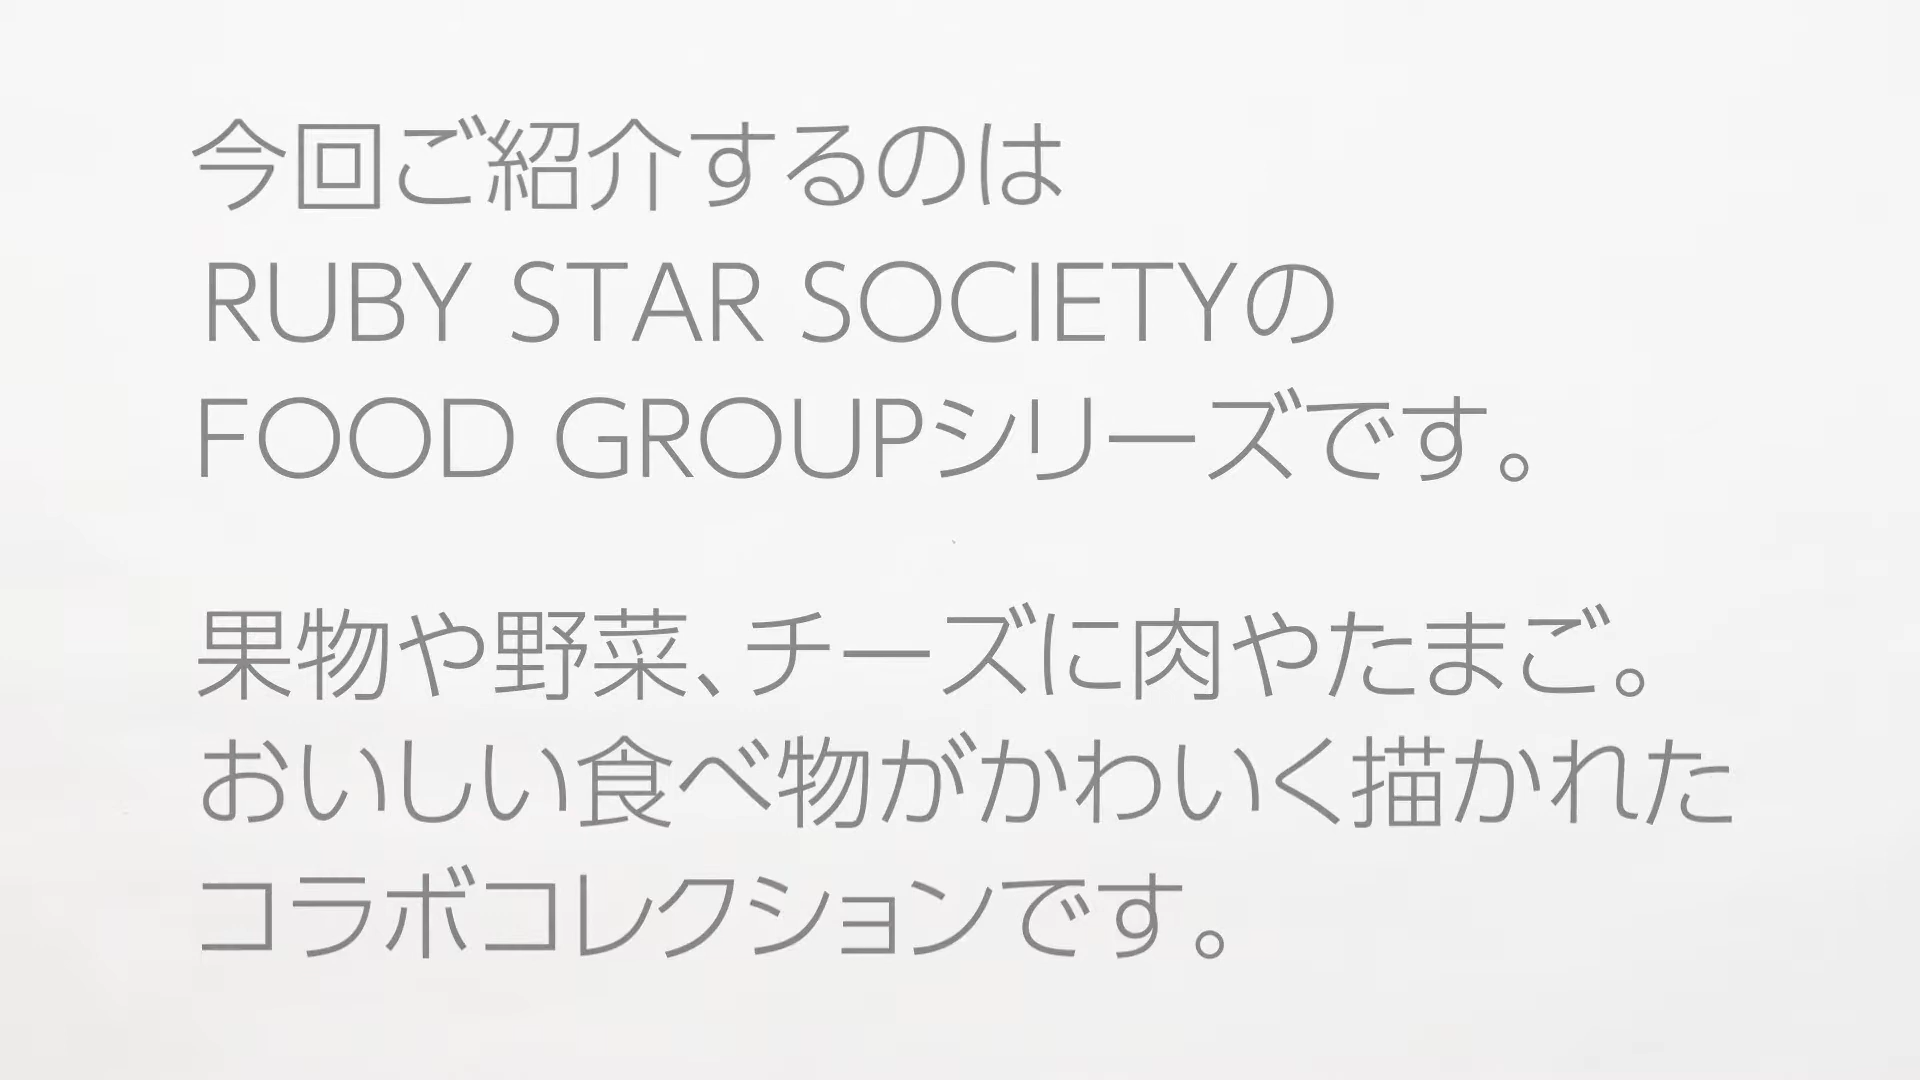 今回ご紹介するのは
RUBY STAR SOCIETYの
FOOD GROUPシリーズです。
果物や野菜、チーズに肉やたまご。
おいしい食べ物がかわいく描かれた
コラボコレクションです。